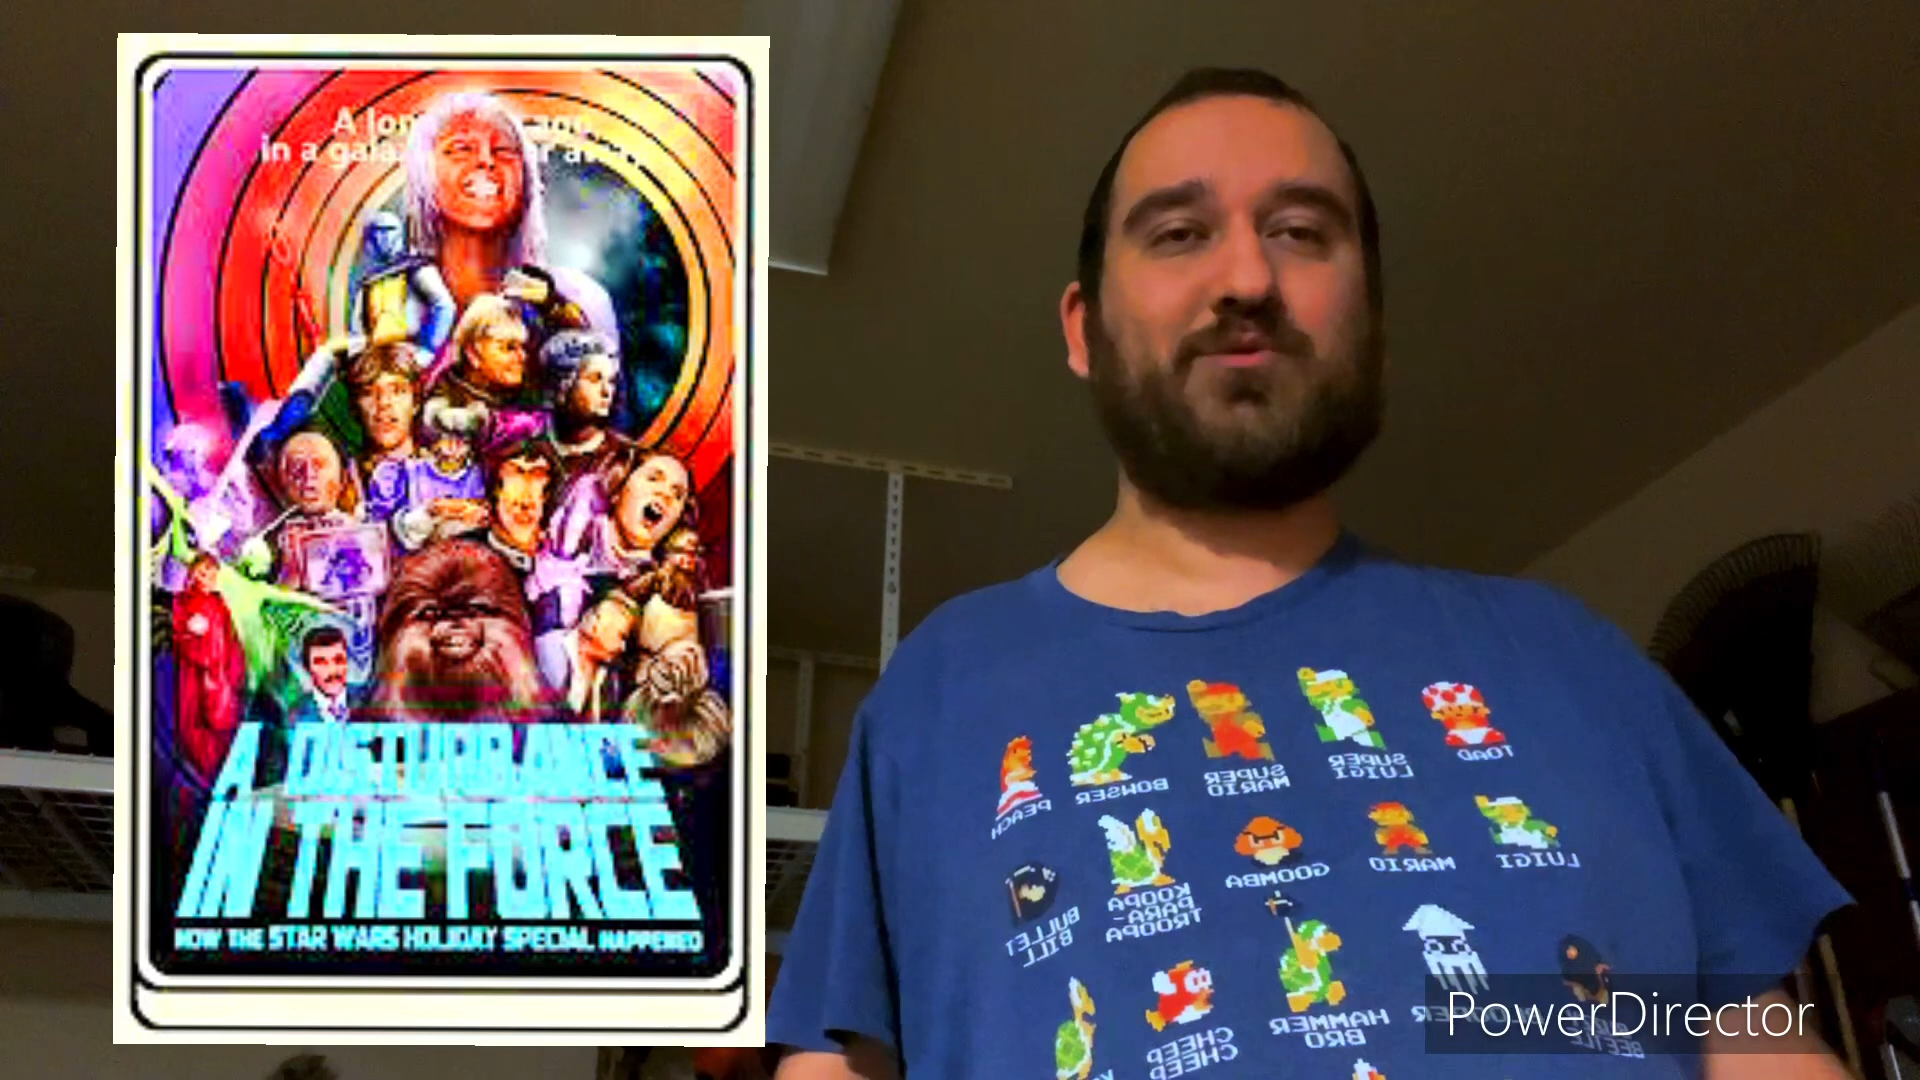 in a
A DISTURBANCE
IN THE FORCE
HOW THE STAR WARS HOLIDAY SPECIAL HAPPENED
PEACH
BOWSER
SUPER
MARIO
SUPER
LUIGI
TOAD
BULLET
BILL
KOOPA
PARA-
TROOPA
GOOMBA
MARIO
LUIGI
CHEEP
CHEEP
HAMMER
BRO
BEETLE
PowerDirector